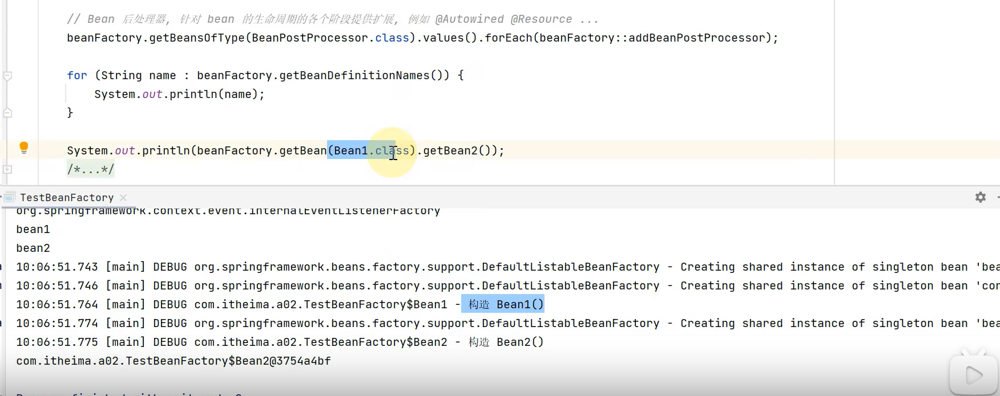 // Bean 后处理器, 针对 bean 的生命周期的各个阶段提供扩展, 例如 @Autowired @Resource ...
beanFactory.getBeansOfType(BeanPostProcessor.class).values().forEach(beanFactory::addBeanPostProcessor);
for (String name : beanFactory.getBeanDefinitionNames()) {
System.out.println(name);
}
System.out.println(beanFactory.getBean(Bean1.class).getBean2());
/*...*/
TestBeanFactory
org.springframework.context.event.internalEventListenerFactory
bean1
bean2
10:06:51.743 [main] DEBUG org.springframework.beans.factory.support.DefaultListableBeanFactory - Creating shared instance of singleton bean 'bea
10:06:51.746 [main] DEBUG org.springframework.beans.factory.support.DefaultListableBeanFactory - Creating shared instance of singleton bean 'con
10:06:51.764 [main] DEBUG com.itheima.a02.TestBeanFactory$Bean1 - 构造 Bean1()
10:06:51.774 [main] DEBUG org.springframework.beans.factory.support.DefaultListableBeanFactory - Creating shared instance of singleton bean 'bea
10:06:51.775 [main] DEBUG com.itheima.a02.TestBeanFactory$Bean2 - 构造 Bean2()
com.itheima.a02.TestBeanFactory$Bean2@3754a4bf